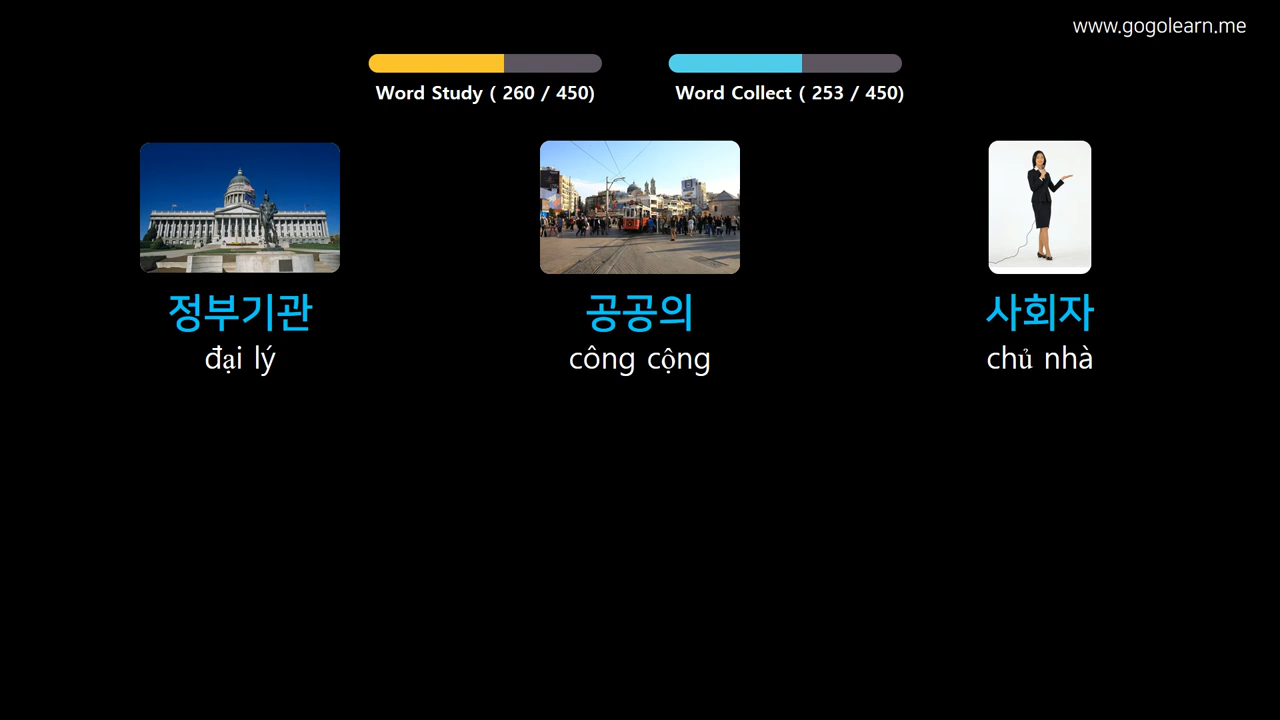 www.gogolearn.me
Word Study ( 260 / 450)
Word Collect ( 253 / 450)
정부기관
공공의
사회자
đại lý
công cộng
chủ nhà